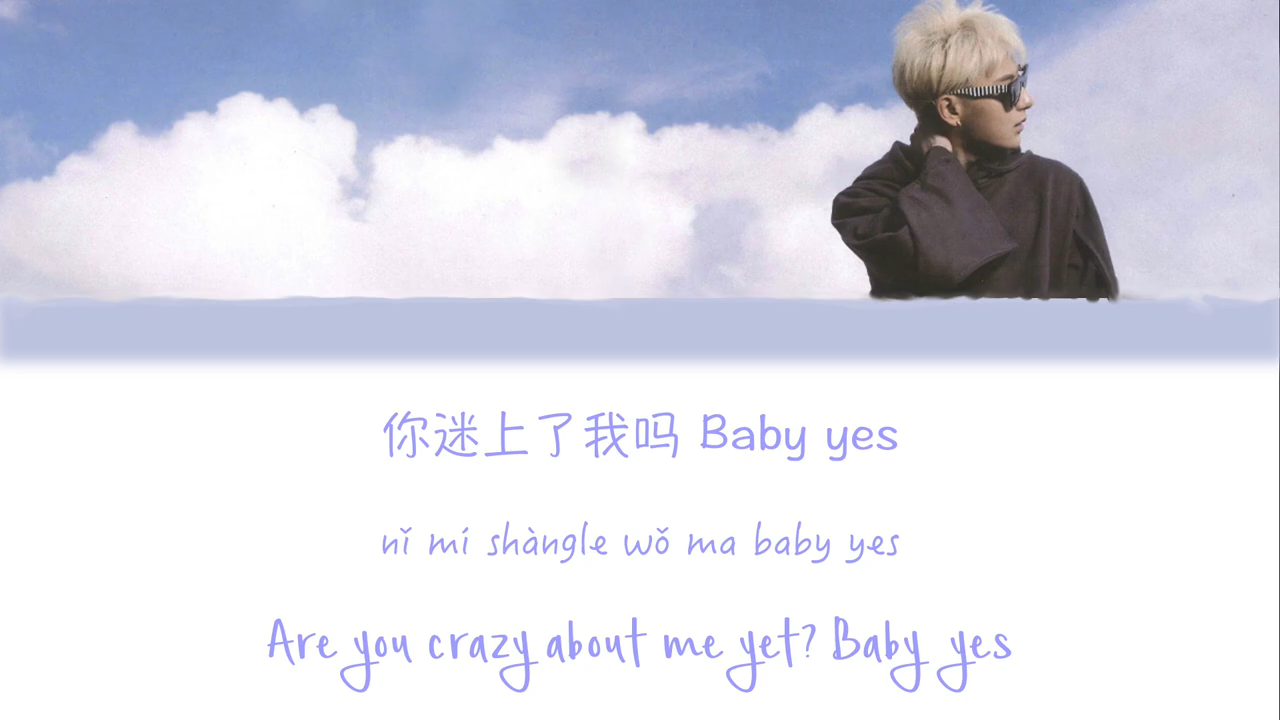 你迷上了我吗 Baby yes
nǐ mí shàngle wǒ ma baby yes
Are you crazy about me yet? Baby yes